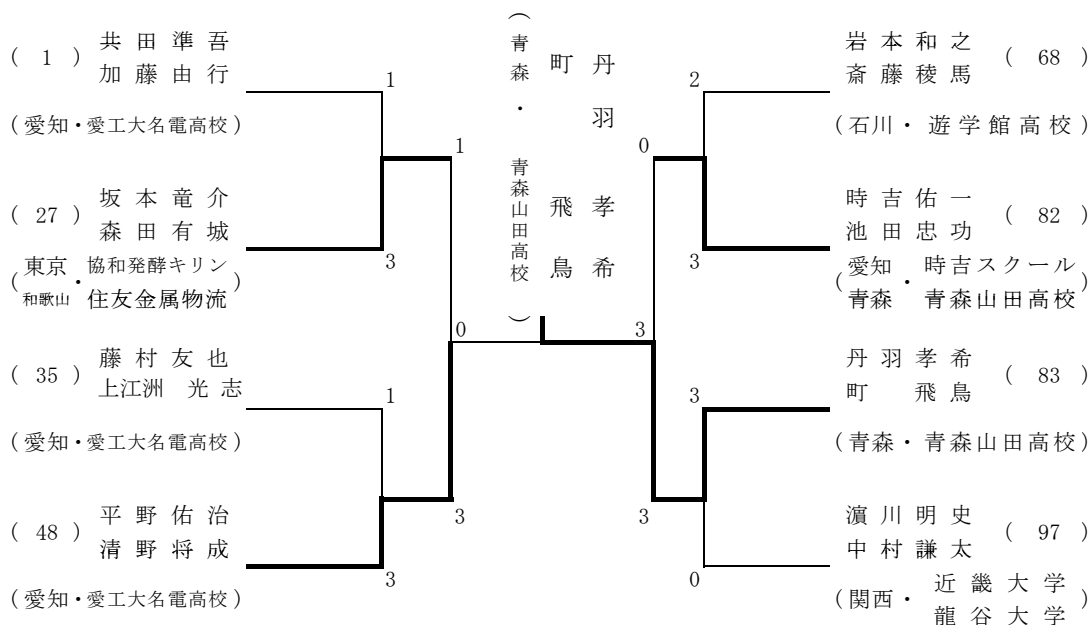 ( 1 ) 共田準吾
加藤由行
(愛知・愛工大名電高校)
( 27 ) 坂本竜介
森田有城
(東京・協和発酵キリン
和歌山 住友金属物流)
( 35 ) 藤村友也
上江洲 光志
(愛知・愛工大名電高校)
( 48 ) 平野佑治
清野将成
(愛知・愛工大名電高校)
1
3
1
3
1
3
0
丹羽孝希
町飛鳥
(青森・青森山田高校)
3
0
3
2
3
3
0
岩本和之 ( 68 )
斎藤稜馬
(石川・遊学館高校)
時吉佑一 ( 82 )
池田忠功
(愛知・時吉スクール
青森 青森山田高校)
丹羽孝希 ( 83 )
町 飛鳥
(青森・青森山田高校)
濵川明史 ( 97 )
中村謙太
(関西・近畿大学
龍谷大学)